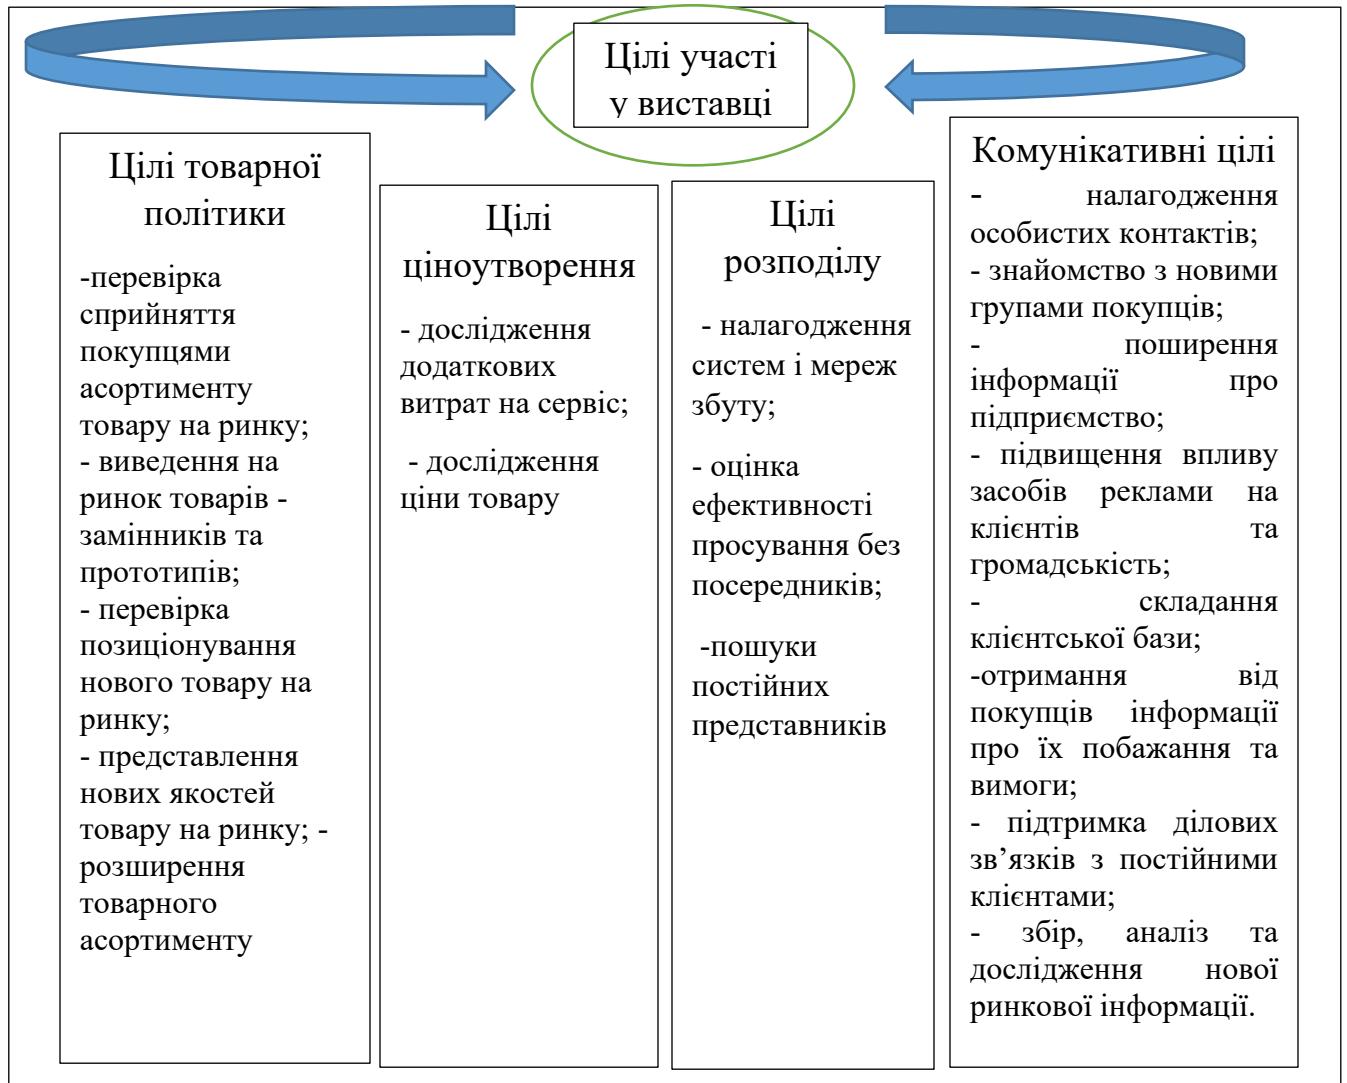 Цілі участі
у виставці
Цілі товарної
політики
-перевірка
сприйняття
покупцями
асортименту
товару на ринку;
- виведення на
ринок товарів -
замінників та
прототипів;
- перевірка
позиціонування
нового товару на
ринку;
- представлення
нових якостей
товару на ринку; -
розширення
товарного
асортименту
Цілі
ціноутворення
- дослідження
додаткових
витрат на сервіс;
- дослідження
ціни товару
Цілі
розподілу
- налагодження
систем і мереж
збуту;
- оцінка
ефективності
просування без
посередників;
-пошуки
постійних
представників
Комунікативні цілі
- налагодження
особистих контактів;
- знайомство з новими
групами покупців;
- поширення
інформації про
підприємство;
- підвищення впливу
засобів реклами на
клієнтів та
громадськість;
- складання
клієнтської бази;
-отримання від
покупців інформації
про їх побажання та
вимоги;
- підтримка ділових
зв’язків з постійними
клієнтами;
- збір, аналіз та
дослідження нової
ринкової інформації.